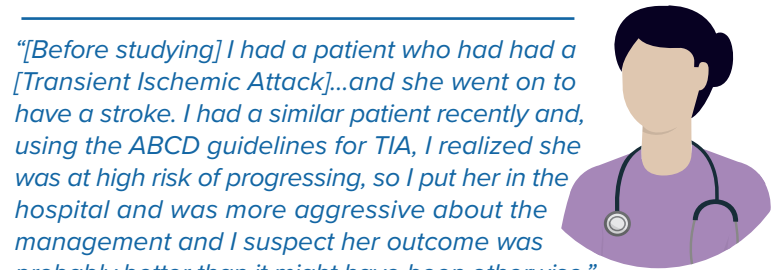 “[Before studying] I had a patient who had had a
[Transient Ischemic Attack]...and she went on to
have a stroke. I had a similar patient recently and,
using the ABCD guidelines for TIA, I realized she
was at high risk of progressing, so I put her in the
hospital and was more aggressive about the
management and I suspect her outcome was
probably better than it might have been otherwise.”